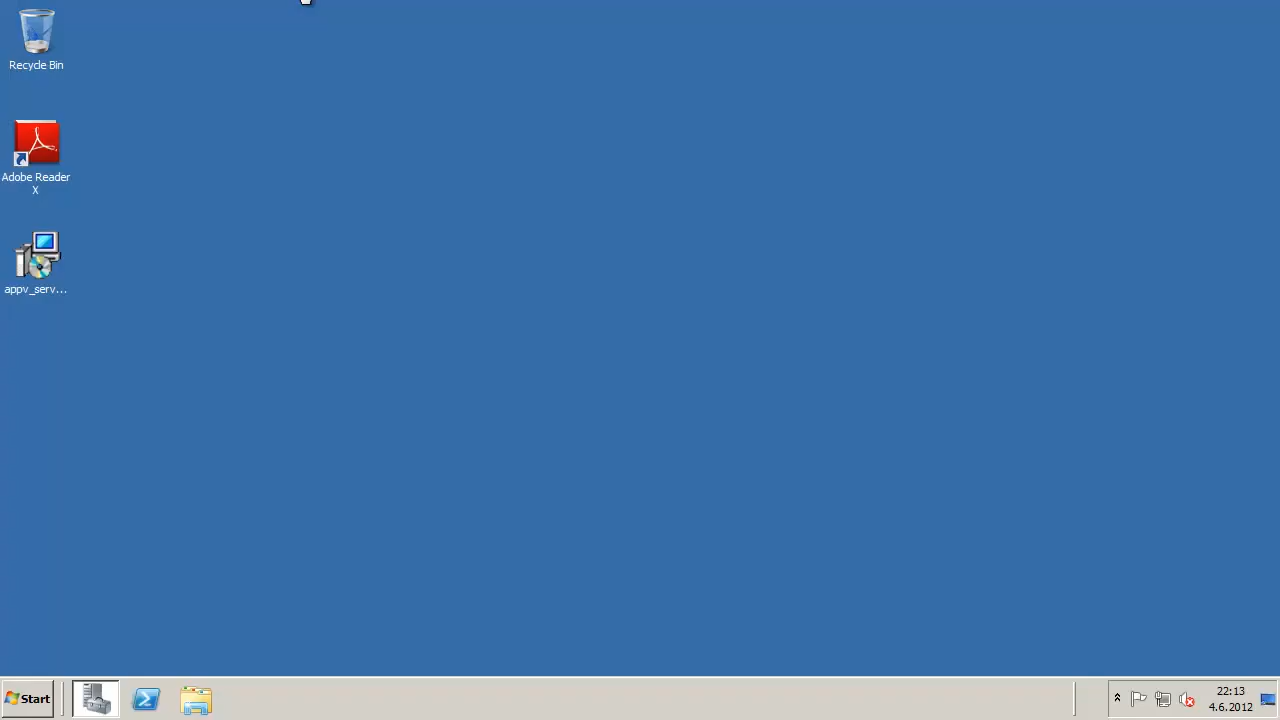 Recycle Bin
Adobe Reader
X
appv_serv...
Start
22:13
4.6.2012